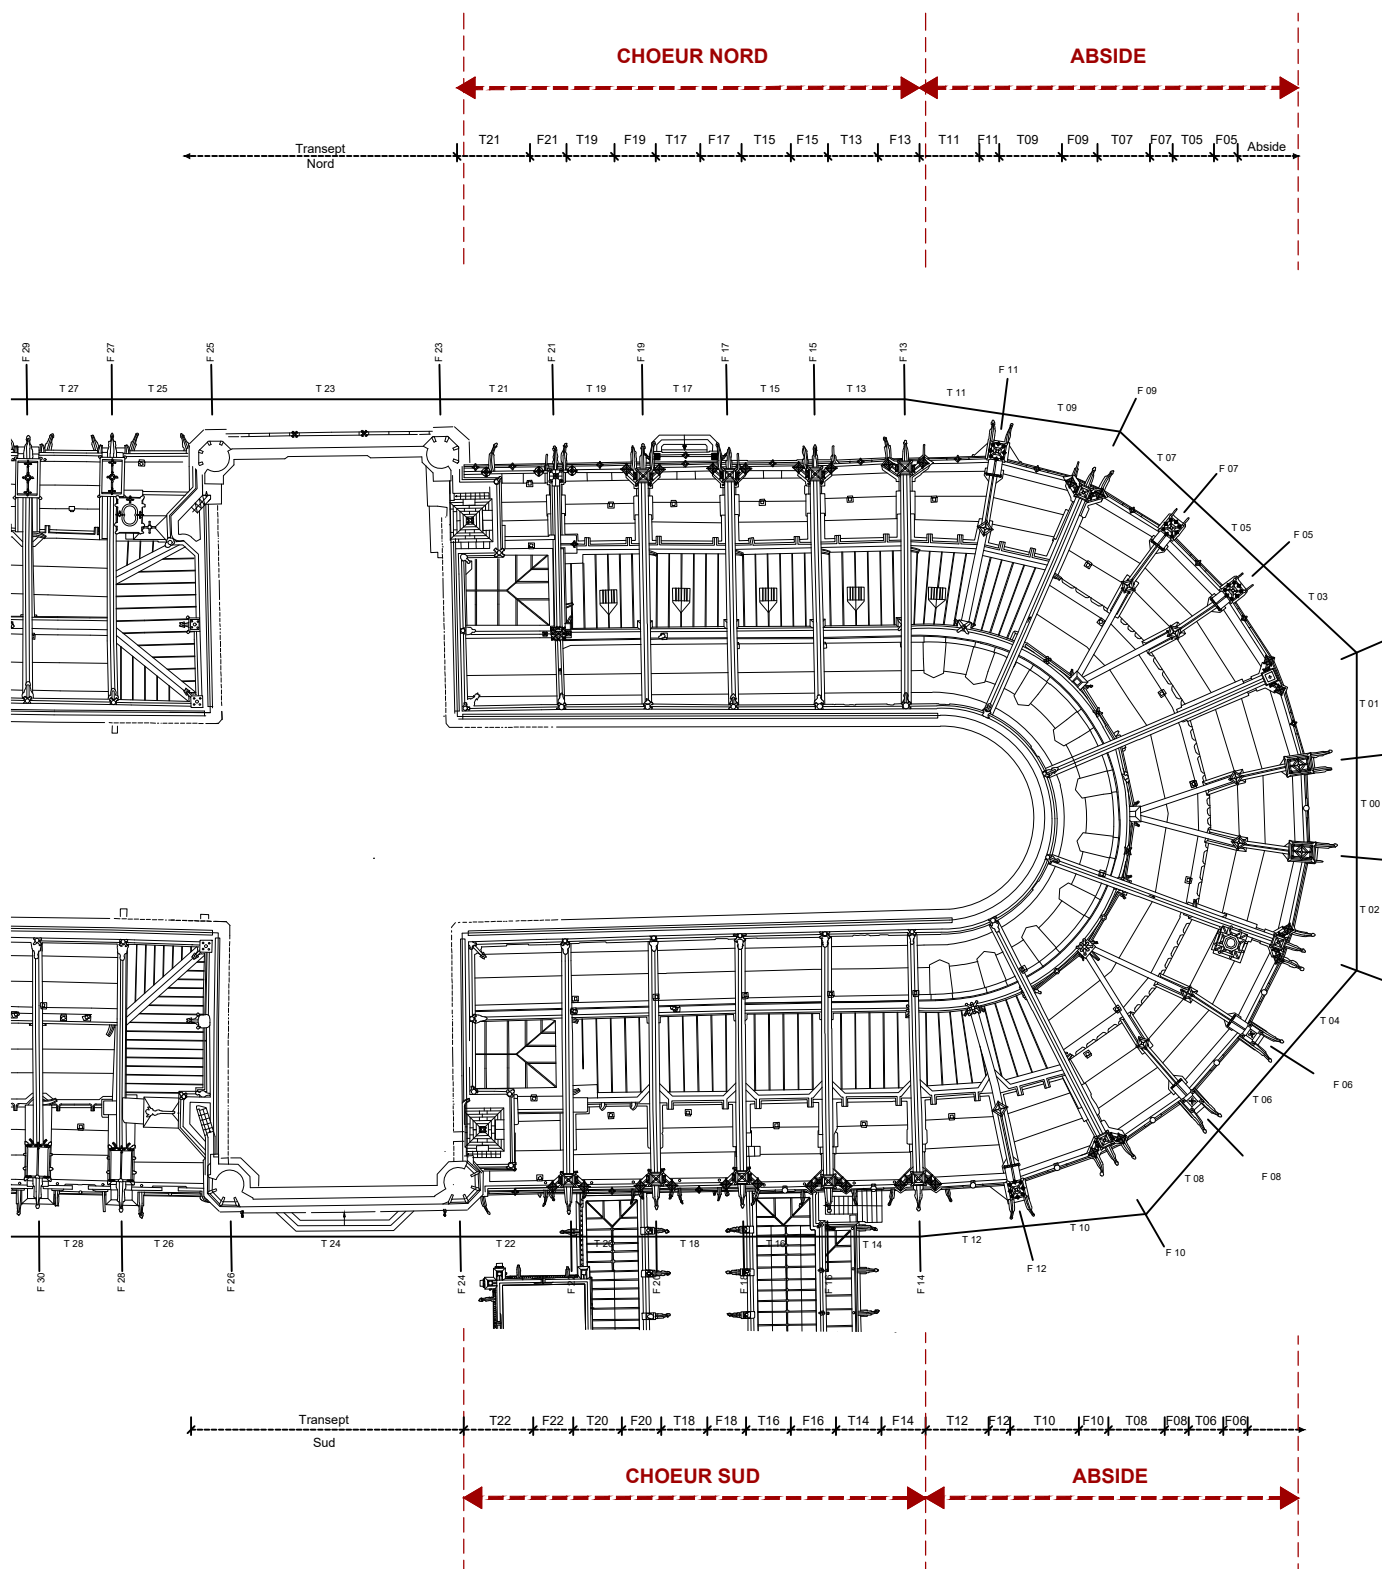 CHOEUR NORD ABSIDE
T21 F21 T19 F19 T17 F17 T15 F15 T13 F13 T11 F11 T09 F09 T07 F07 T05 F05
Transept Abside
Nord
F 29 F 27 F 25 F 23 F 21 F 19 F 17 F 15 F 13
F 11
T 27 T 25 T 23 T 21 T 19 T 17 T 15 T 13 T 11
T 09 F 09
T 07
F 07
T 05
F 05
T 03
T 01
T 00
T 02
T 04
F 06
T 06
T 08 F 08
T 10
F 10
T 28 T 26 T 24 T 22 T 20 T 18 T 16 T 14 T 12
F 12
F 30 F 28 F 26 F 24 F 20 F 18 F 16 F 14
Transept T22 F22 T20 F20 T18 F18 T16 F16 T14 F14 T12 F12 T10 F10 T08 F08 T06 F06
Sud
CHOEUR SUD ABSIDE